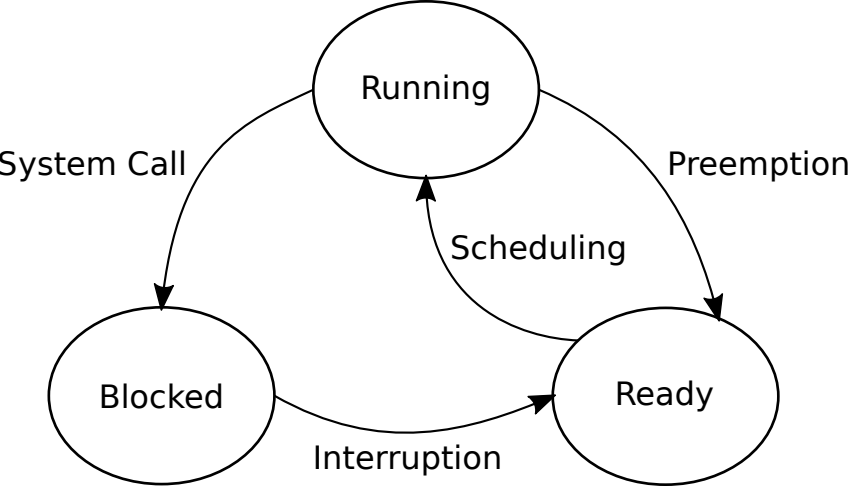 Running
System Call
Preemption
Scheduling
Blocked
Ready
Interruption